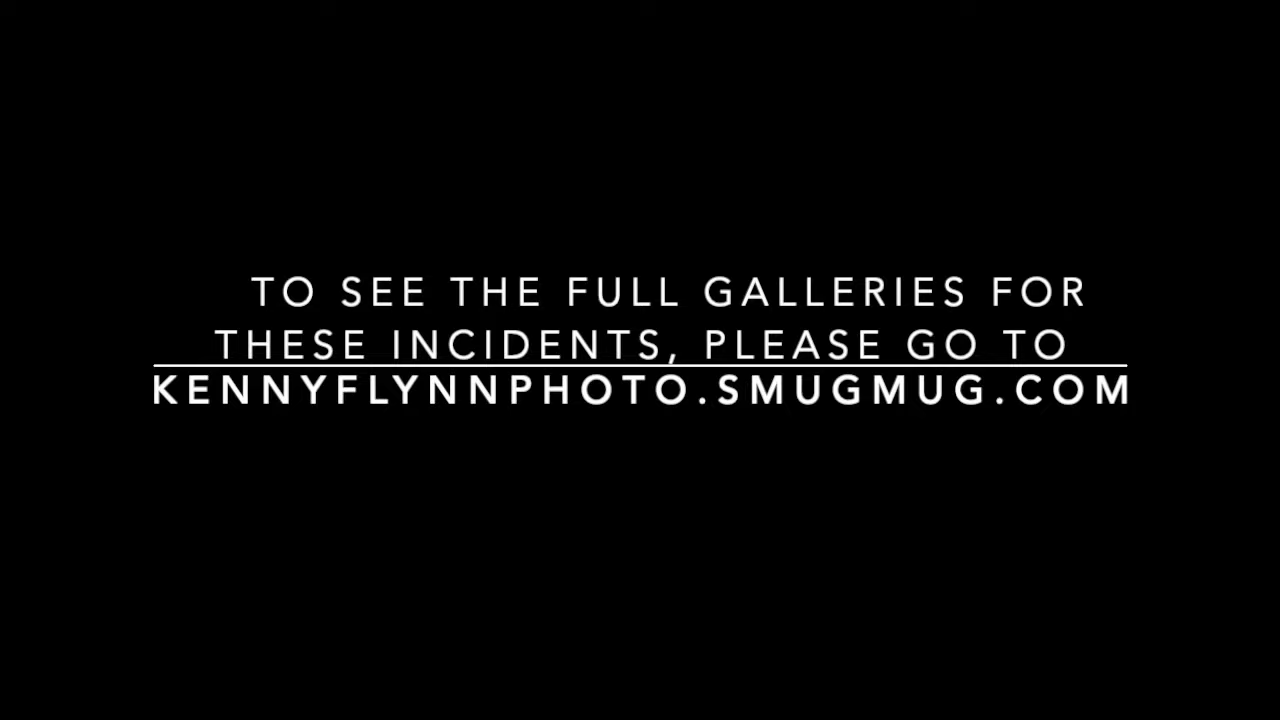 TO SEE THE FULL GALLERIES FOR
THESE INCIDENTS, PLEASE GO TO
KENNYFLYNNPHOTO.SMUGMUG.COM